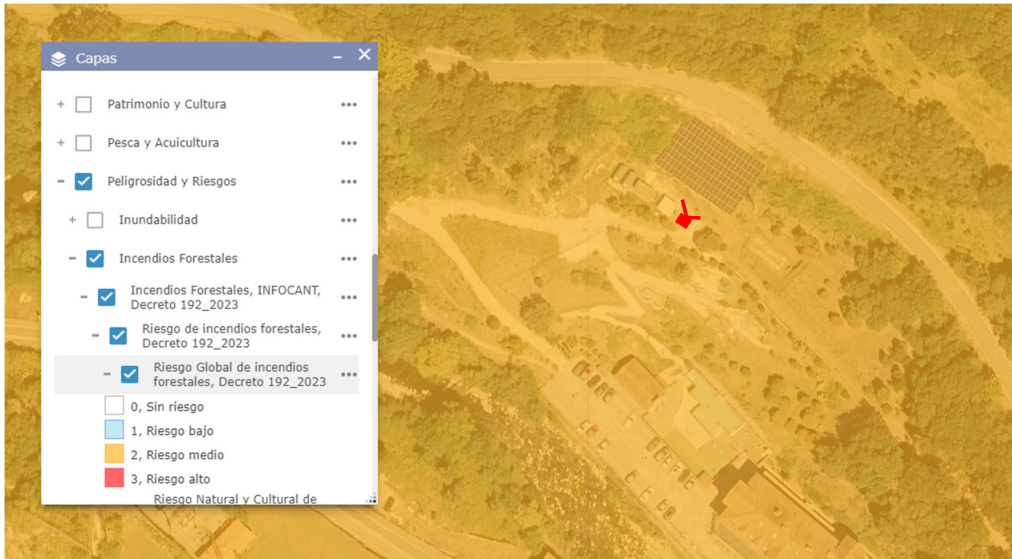 Capas
Patrimonio y Cultura
Pesca y Acuicultura
Peligrosidad y Riesgos
Inundabilidad
Incendios Forestales
Incendios Forestales, INFOCANT,
Decreto 192_2023
Riesgo de incendios forestales,
Decreto 192_2023
Riesgo Global de incendios
forestales, Decreto 192_2023
0, Sin riesgo
1, Riesgo bajo
2, Riesgo medio
3, Riesgo alto
Riesgo Natural y Cultural de